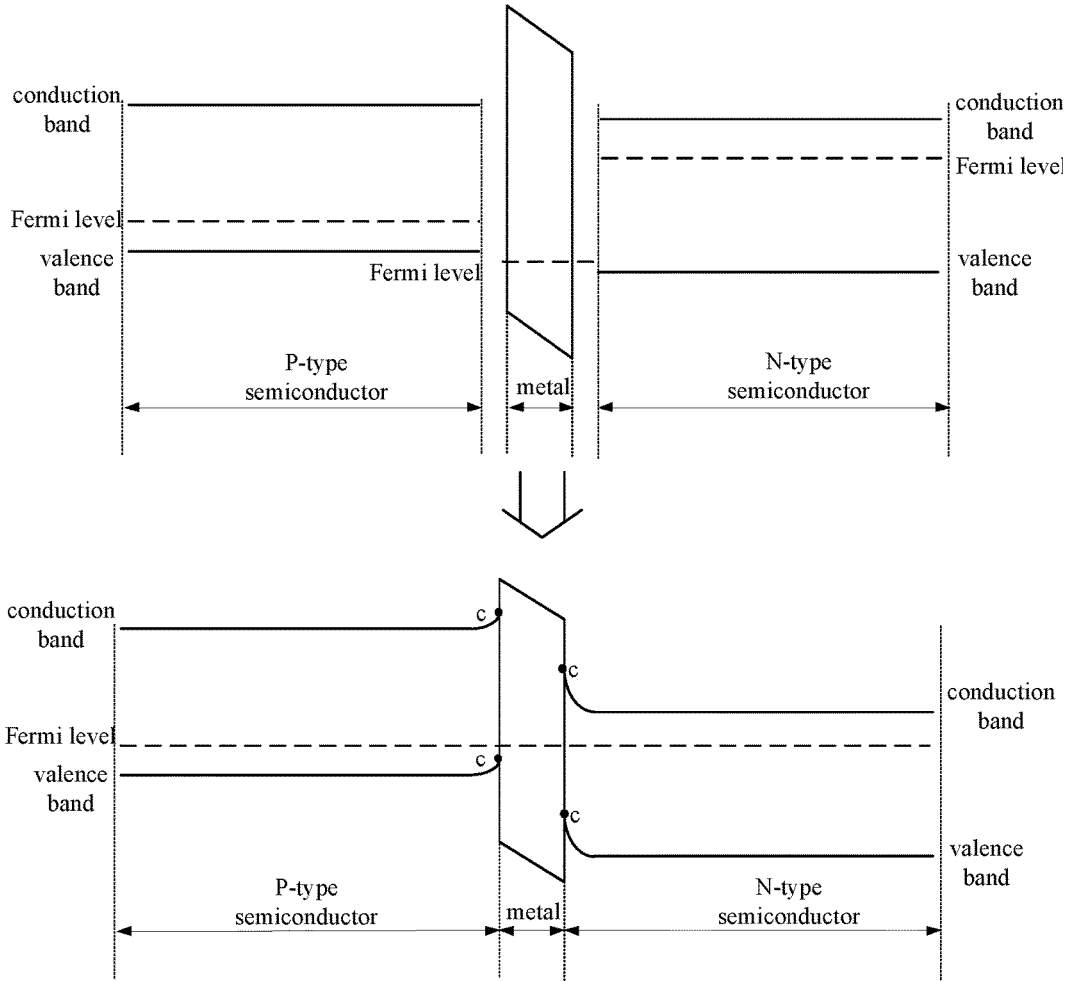 conduction
band
conduction
band
Fermi level
Fermi level
valence
band
Fermi level
valence
band
P-type
semiconductor
metal
N-type
semiconductor
conduction
band
c
c
conduction
band
Fermi level
valence
band
c
c
valence
band
P-type
semiconductor
metal
N-type
semiconductor